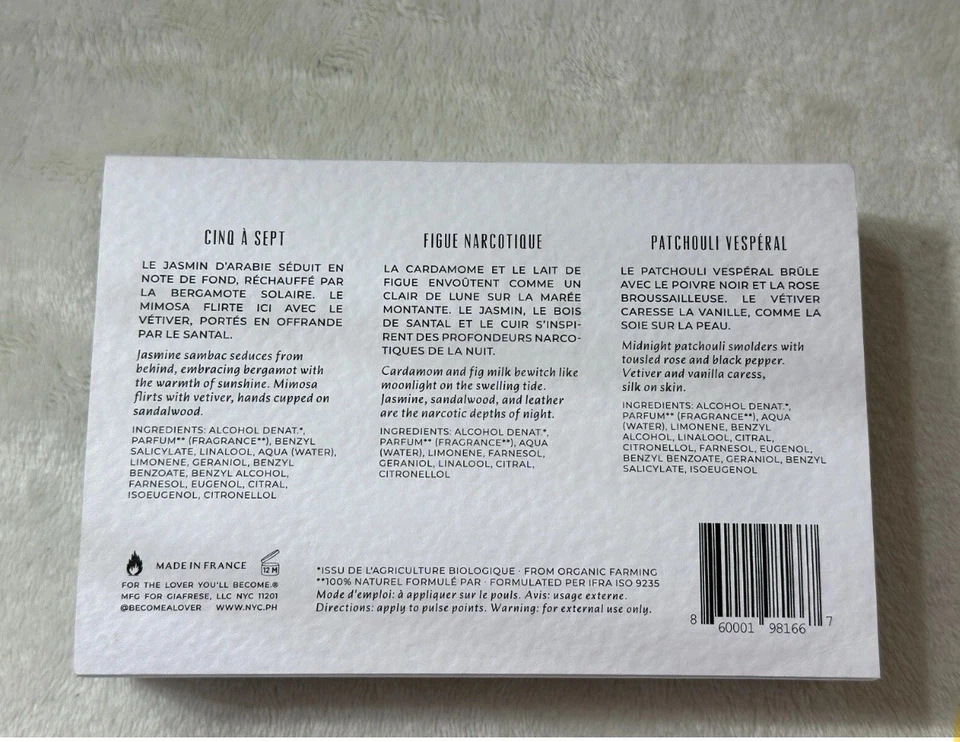 CINQ À SEPT
LE JASMIN D'ARABIE SÉDUIT EN
NOTE DE FOND, RÉCHAUFFÉ PAR
LA BERGAMOTE SOLAIRE. LE
MIMOSA FLIRTE ICI AVEC LE
VÉTIVER, PORTÉS EN OFFRANDE
PAR LE SANTAL.
Jasmine sambac seduces from
behind, embracing bergamot with
the warmth of sunshine. Mimosa
flirts with vetiver, hands cupped on
sandalwood.
INGREDIENTS: ALCOHOL DENAT.*,
PARFUM** (FRAGRANCE**), BENZYL
SALICYLATE, LINALOOL, AQUA (WATER),
LIMONENE, GERANIOL, BENZYL
BENZOATE, BENZYL ALCOHOL,
FARNESOL, EUGENOL, CITRAL,
ISOEUGENOL, CITRONELLOL
FIGUE NARCOTIQUE
LA CARDAMOME ET LE LAIT DE
FIGUE ENVOÛTENT COMME UN
CLAIR DE LUNE SUR LA MARÉE
MONTANTE. LE JASMIN, LE BOIS
DE SANTAL ET LE CUIR S'INSPI-
RENT DES PROFONDEURS NARCO-
TIQUES DE LA NUIT.
Cardamom and fig milk bewitch like
moonlight on the swelling tide.
Jasmine, sandalwood, and leather
are the narcotic depths of night.
INGREDIENTS: ALCOHOL DENAT.*,
PARFUM** (FRAGRANCE**), AQUA
(WATER), LIMONENE, FARNESOL,
GERANIOL, LINALOOL, CITRAL,
CITRONELLOL
PATCHOULI VESPÉRAL
LE PATCHOULI VESPÉRAL BRÛLE
AVEC LE POIVRE NOIR ET LA ROSE
BROUSSAILLEUSE. LE VÉTIVER
CARESSE LA VANILLE, COMME LA
SOIE SUR LA PEAU.
Midnight patchouli smolders with
tousled rose and black pepper.
Vetiver and vanilla caress,
silk on skin.
INGREDIENTS: ALCOHOL DENAT.*,
PARFUM** (FRAGRANCE**), AQUA
(WATER), LIMONENE, BENZYL
ALCOHOL, LINALOOL, CITRAL,
CITRONELLOL, FARNESOL, EUGENOL,
BENZYL BENZOATE, GERANIOL, BENZYL
SALICYLATE, ISOEUGENOL
MADE IN FRANCE
12 M
FOR THE LOVER YOU'LL BECOME.®
MFG FOR GIAFRESE, LLC NYC 11201
@BECOMEALOVER WWW.NYC.PH
*ISSU DE L'AGRICULTURE BIOLOGIQUE · FROM ORGANIC FARMING
**100% NATUREL FORMULÉ PAR · FORMULATED PER IFRA ISO 9235
Mode d'emploi: à appliquer sur le pouls. Avis: usage externe.
Directions: apply to pulse points. Warning: for external use only.
8 60001 98166 7